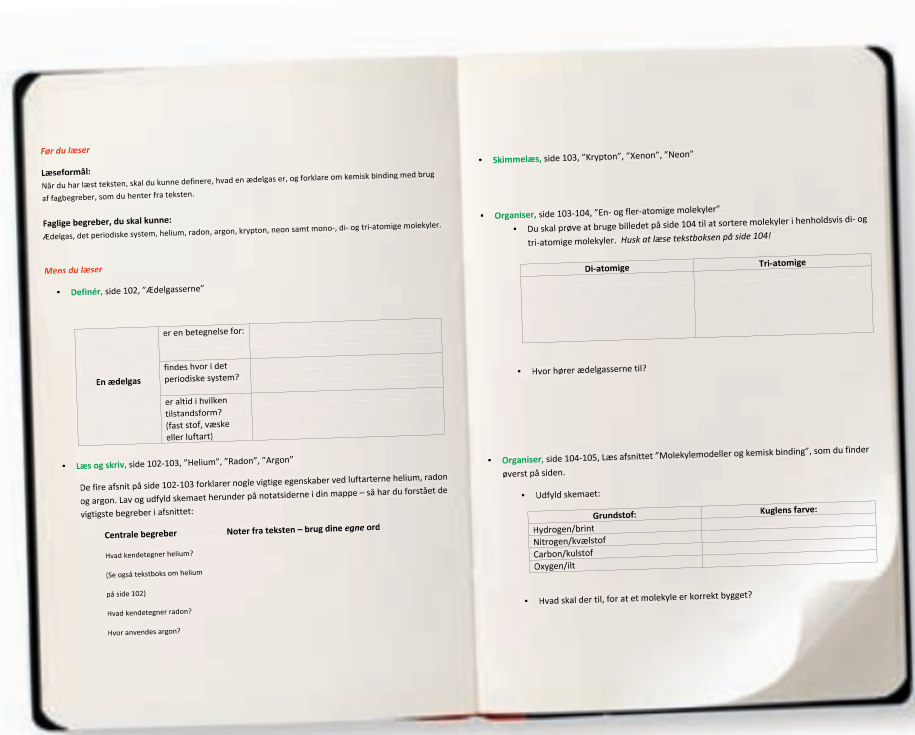 Før du læser
Læseformål:
Når du har læst teksten, skal du kunne definere, hvad en ædelgas er, og forklare om kemisk binding med brug
af fagbegreber, som du henter fra teksten.
Faglige begreber, du skal kunne:
Ædelgas, det periodiske system, helium, radon, argon, krypton, neon samt mono-, di- og tri-atomige molekyler.
Mens du læser
• Definér, side 102, ”Ædelgasserne”
En ædelgas
er en betegnelse for:
findes hvor i det
periodiske system?
er altid i hvilken
tilstandsform?
(fast stof, væske
eller luftart)
• Læs og skriv, side 102-103, ”Helium”, ”Radon”, ”Argon”
De fire afsnit på side 102-103 forklarer nogle vigtige egenskaber ved luftarterne helium, radon
og argon. Lav og udfyld skemaet herunder på notatsiderne i din mappe – så har du forstået de
vigtigste begreber i afsnittet:
Centrale begreber Noter fra teksten – brug dine egne ord
Hvad kendetegner helium?
(Se også tekstboks om helium
på side 102)
Hvad kendetegner radon?
Hvor anvendes argon?
• Skimmelæs, side 103, ”Krypton”, ”Xenon”, ”Neon”
• Organiser, side 103-104, ”En- og fler-atomige molekyler”
• Du skal prøve at bruge billedet på side 104 til at sortere molekyler i henholdsvis di- og
tri-atomige molekyler. Husk at læse tekstboksen på side 104!
Di-atomige Tri-atomige
• Hvor hører ædelgasserne til?
• Organiser, side 104-105, Læs afsnittet ”Molekylemodeller og kemisk binding”, som du finder
øverst på siden.
• Udfyld skemaet:
Grundstof: Kuglens farve:
Hydrogen/brint
Nitrogen/kvælstof
Carbon/kulstof
Oxygen/ilt
• Hvad skal der til, for at et molekyle er korrekt bygget?